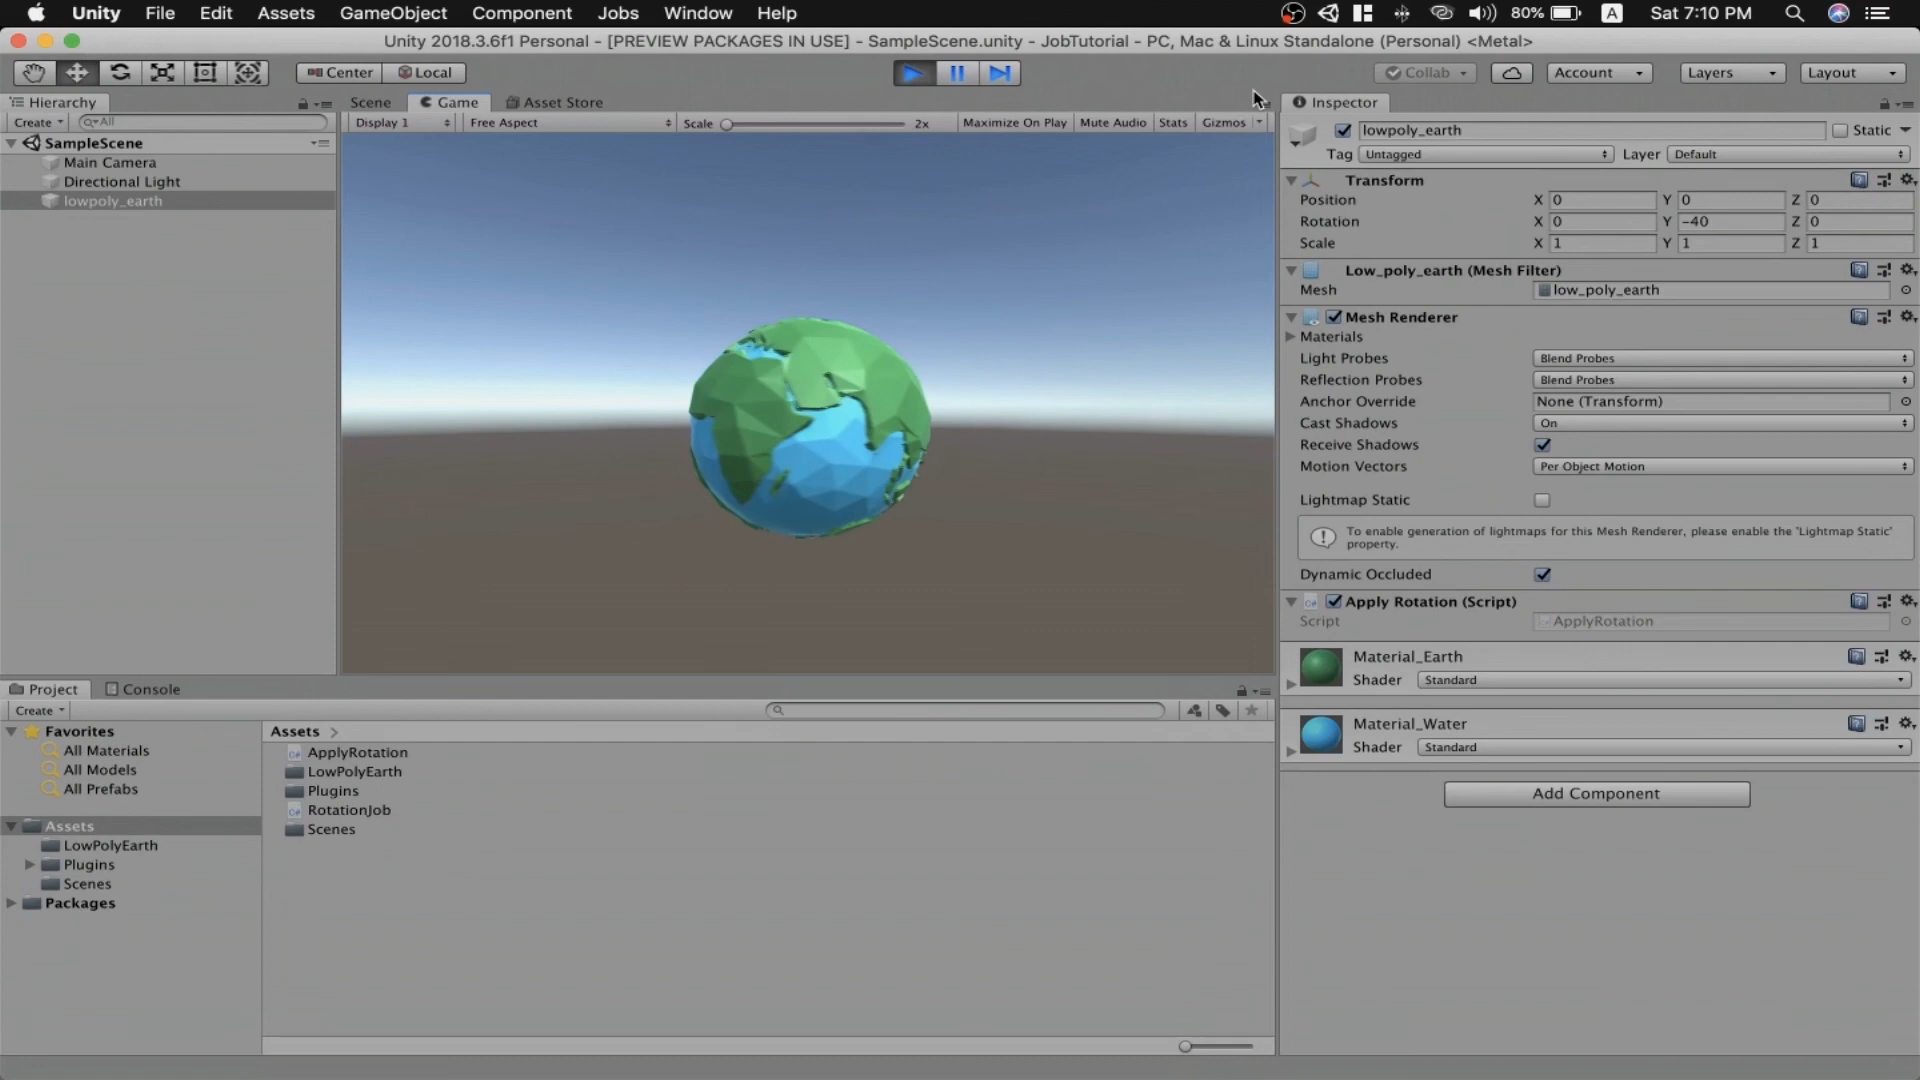 Unity File Edit Assets GameObject Component Jobs Window Help 80% A Sat 7:10 PM
Unity 2018.3.6f1 Personal - [PREVIEW PACKAGES IN USE] - SampleScene.unity - JobTutorial - PC, Mac & Linux Standalone (Personal) <Metal>
Center Local Collab Account Layers Layout
Hierarchy
Create All
SampleScene
Main Camera
Directional Light
lowpoly_earth
Scene Game Asset Store
Display 1 Free Aspect Scale 2x Maximize On Play Mute Audio Stats Gizmos
Inspector
lowpoly_earth Static
Tag Untagged Layer Default
Transform
Position X 0 Y 0 Z 0
Rotation X 0 Y -40 Z 0
Scale X 1 Y 1 Z 1
Low_poly_earth (Mesh Filter)
Mesh low_poly_earth
Mesh Renderer
Materials
Light Probes Blend Probes
Reflection Probes Blend Probes
Anchor Override None (Transform)
Cast Shadows On
Receive Shadows
Motion Vectors Per Object Motion
Lightmap Static
To enable generation of lightmaps for this Mesh Renderer, please enable the 'Lightmap Static'
property.
Dynamic Occluded
Apply Rotation (Script)
Script ApplyRotation
Material_Earth
Shader Standard
Material_Water
Shader Standard
Add Component
Project Console
Create
Favorites
All Materials
All Models
All Prefabs
Assets
LowPolyEarth
Plugins
Scenes
Packages
Assets
ApplyRotation
LowPolyEarth
Plugins
RotationJob
Scenes